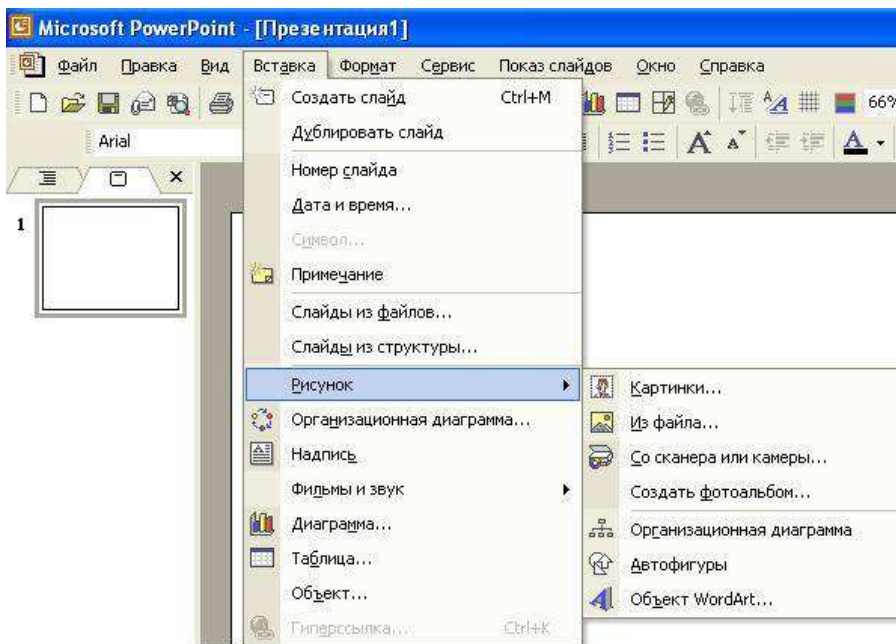 Microsoft PowerPoint - [Презентация1]
Файл Правка Вид Вставка Формат Сервис Показ слайдов Окно Справка
66%
Arial
1
Создать слайд Ctrl+M
Дублировать слайд
Номер слайда
Дата и время...
Символ...
Примечание
Слайды из файлов...
Слайды из структуры...
Рисунок
Организационная диаграмма...
Надпись
Фильмы и звук
Диаграмма...
Таблица...
Объект...
Гиперссылка... Ctrl+K
Картинки...
Из файла...
Со сканера или камеры...
Создать фотоальбом...
Организационная диаграмма
Автофигуры
Объект WordArt...